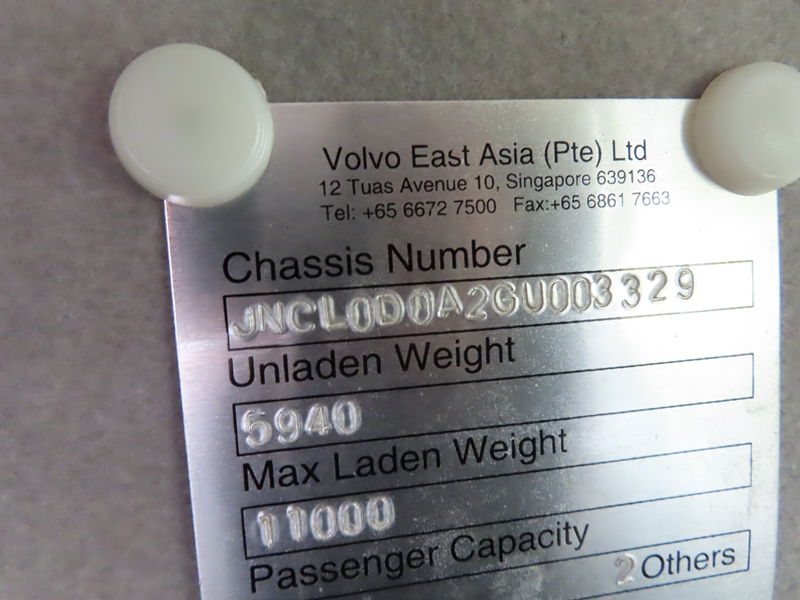 Volvo East Asia (Pte) Ltd
12 Tuas Avenue 10, Singapore 639136
Tel: +65 6672 7500 Fax:+65 6861 7663
Chassis Number
JNCL0D0A2GU003329
Unladen Weight
5940
Max Laden Weight
11000
Passenger Capacity
2 Others